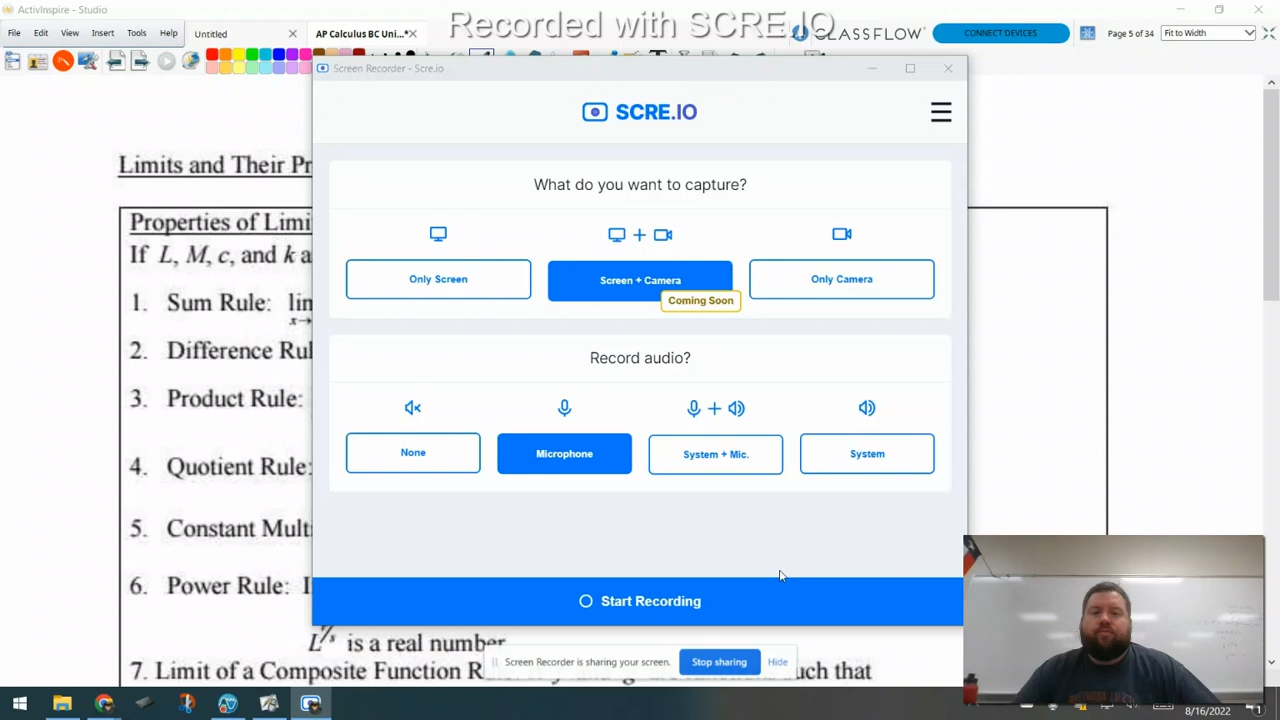 ActivInspire - Studio
Recorded with SCRE.IO
File Edit View Insert Tools Help
Untitled
AP Calculus BC Uni...*
CLASSFLOW
CONNECT DEVICES
Page 5 of 34
Fit to Width
Screen Recorder - Scre.io
SCRE.IO
What do you want to capture?
Only Screen
Screen + Camera
Coming Soon
Only Camera
Record audio?
None
Microphone
System + Mic.
System
Start Recording
Screen Recorder is sharing your screen.
Stop sharing
Hide
Limits and Their Pr
Properties of Limi
If L, M, c, and k a
1. Sum Rule: lim
x→
2. Difference Rul
3. Product Rule:
4. Quotient Rule:
5. Constant Mult
6. Power Rule: I
is a real number
7. Limit of a Composite Function R
such that
8/16/2022